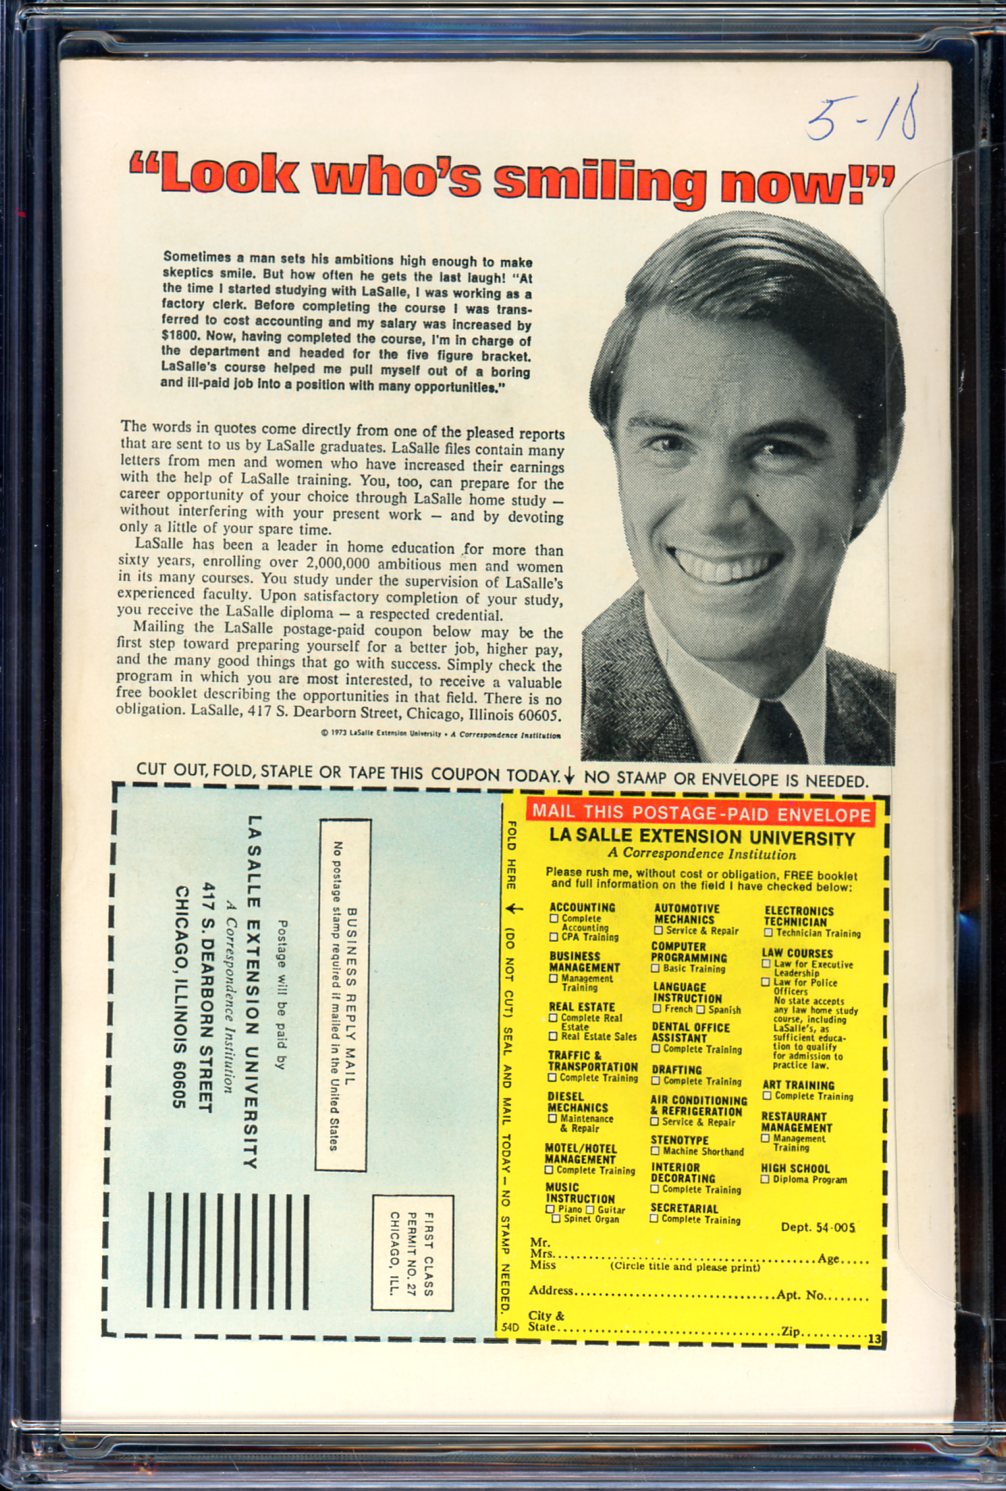 5-18
“Look who’s smiling now!”
Sometimes a man sets his ambitions high enough to make
skeptics smile. But how often he gets the last laugh! “At
the time I started studying with LaSalle, I was working as a
factory clerk. Before completing the course I was trans-
ferred to cost accounting and my salary was increased by
$1800. Now, having completed the course, I’m in charge of
the department and headed for the five figure bracket.
LaSalle’s course helped me pull myself out of a boring
and ill-paid job into a position with many opportunities.”
The words in quotes come directly from one of the pleased reports
that are sent to us by LaSalle graduates. LaSalle files contain many
letters from men and women who have increased their earnings
with the help of LaSalle training. You, too, can prepare for the
career opportunity of your choice through LaSalle home study —
without interfering with your present work — and by devoting
only a little of your spare time.
LaSalle has been a leader in home education for more than
sixty years, enrolling over 2,000,000 ambitious men and women
in its many courses. You study under the supervision of LaSalle’s
experienced faculty. Upon satisfactory completion of your study,
you receive the LaSalle diploma — a respected credential.
Mailing the LaSalle postage-paid coupon below may be the
first step toward preparing yourself for a better job, higher pay,
and the many good things that go with success. Simply check the
program in which you are most interested, to receive a valuable
free booklet describing the opportunities in that field. There is no
obligation. LaSalle, 417 S. Dearborn Street, Chicago, Illinois 60605.
© 1973 LaSalle Extension University • A Correspondence Institution
CUT OUT, FOLD, STAPLE OR TAPE THIS COUPON TODAY. ↓ NO STAMP OR ENVELOPE IS NEEDED.
FIRST CLASS
PERMIT NO. 27
CHICAGO, ILL.
BUSINESS REPLY MAIL
No postage stamp required if mailed in the United States
Postage will be paid by
LASALLE EXTENSION UNIVERSITY
A Correspondence Institution
417 S. DEARBORN STREET
CHICAGO, ILLINOIS 60605
FOLD HERE ↓ (DO NOT CUT) SEAL AND MAIL TODAY — NO STAMP NEEDED.
54D
MAIL THIS POSTAGE-PAID ENVELOPE
LA SALLE EXTENSION UNIVERSITY
A Correspondence Institution
Please rush me, without cost or obligation, FREE booklet
and full information on the field I have checked below:
ACCOUNTING
☐ Complete
Accounting
☐ CPA Training
BUSINESS
MANAGEMENT
☐ Management
Training
REAL ESTATE
☐ Complete Real
Estate
☐ Real Estate Sales
TRAFFIC &
TRANSPORTATION
☐ Complete Training
DIESEL
MECHANICS
☐ Maintenance
& Repair
MOTEL/HOTEL
MANAGEMENT
☐ Complete Training
MUSIC
INSTRUCTION
☐ Piano ☐ Guitar
☐ Spinet Organ
AUTOMOTIVE
MECHANICS
☐ Service & Repair
COMPUTER
PROGRAMMING
☐ Basic Training
LANGUAGE
INSTRUCTION
☐ French ☐ Spanish
DENTAL OFFICE
ASSISTANT
☐ Complete Training
DRAFTING
☐ Complete Training
AIR CONDITIONING
& REFRIGERATION
☐ Service & Repair
STENOTYPE
☐ Machine Shorthand
INTERIOR
DECORATING
☐ Complete Training
SECRETARIAL
☐ Complete Training
ELECTRONICS
TECHNICIAN
☐ Technician Training
LAW COURSES
☐ Law for Executive
Leadership
☐ Law for Police
Officers
No state accepts
any law home study
course, including
LaSalle’s, as
sufficient educa-
tion to qualify
for admission to
practice law.
ART TRAINING
☐ Complete Training
RESTAURANT
MANAGEMENT
☐ Management
Training
HIGH SCHOOL
☐ Diploma Program
Dept. 54-005
Mr.
Mrs. Age
Miss (Circle title and please print)
Address Apt. No.
City &
State Zip
13